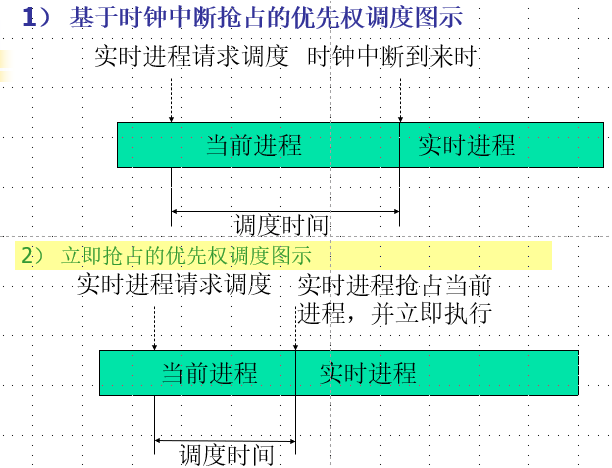 1） 基于时钟中断抢占的优先权调度图示
实时进程请求调度 时钟中断到来时
当前进程 实时进程
调度时间
2） 立即抢占的优先权调度图示
实时进程请求调度 实时进程抢占当前
进程，并立即执行
当前进程 实时进程
调度时间